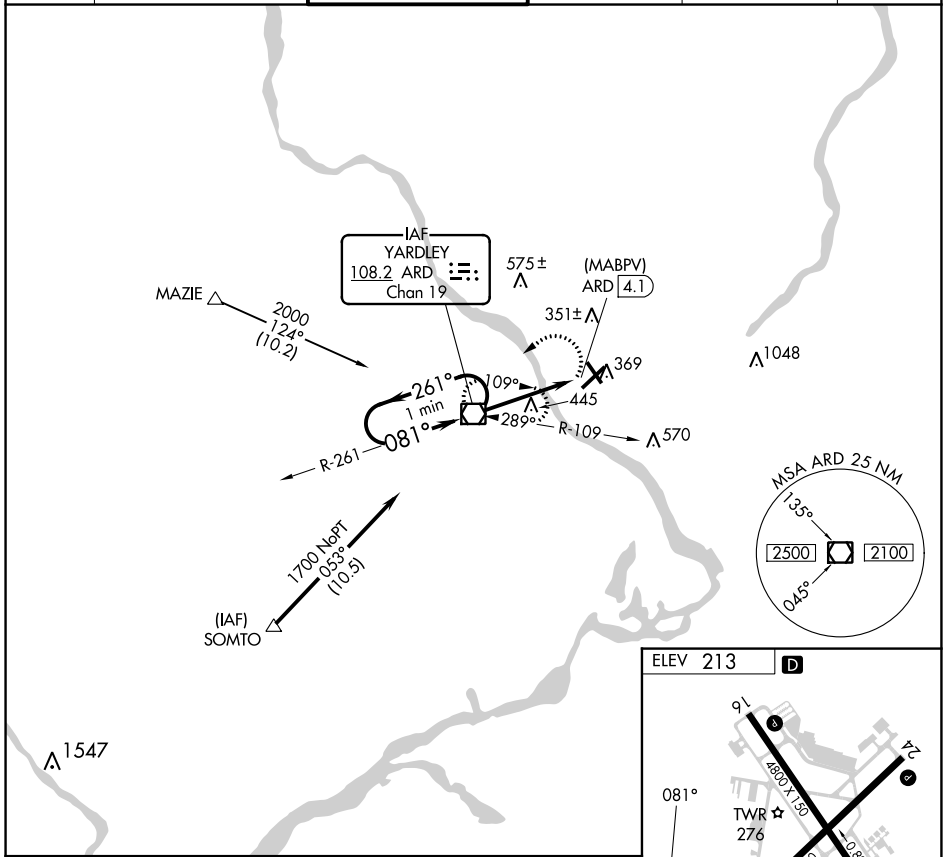 IAF
YARDLEY
108.2 ARD
Chan 19
575±
(MABPV)
ARD 4.1
MAZIE
2000
124°
(10.2)
351±
369
1048
261°
1 min
081°
109°
445
289°
R-109
570
R-261
MSA ARD 25 NM
135°
2500
2100
045°
1700 NoPT
053°
(10.5)
(IAF)
SOMTO
1547
ELEV 213
D
16
P
24
P
4800 X 150
081°
TWR
276